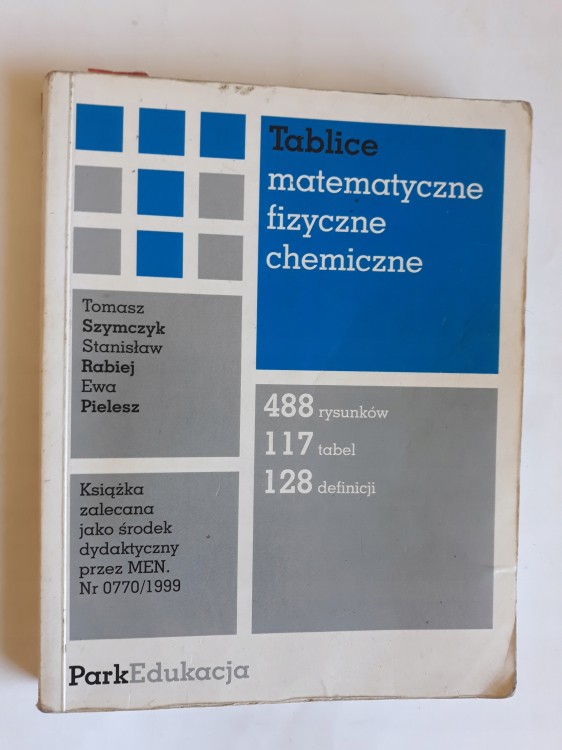 Tablice
matematyczne
fizyczne
chemiczne
Tomasz
Szymczyk
Stanisław
Rabiej
Ewa
Pielesz
488 rysunków
117 tabel
128 definicji
Książka
zalecana
jako środek
dydaktyczny
przez MEN.
Nr 0770/1999
ParkEdukacja